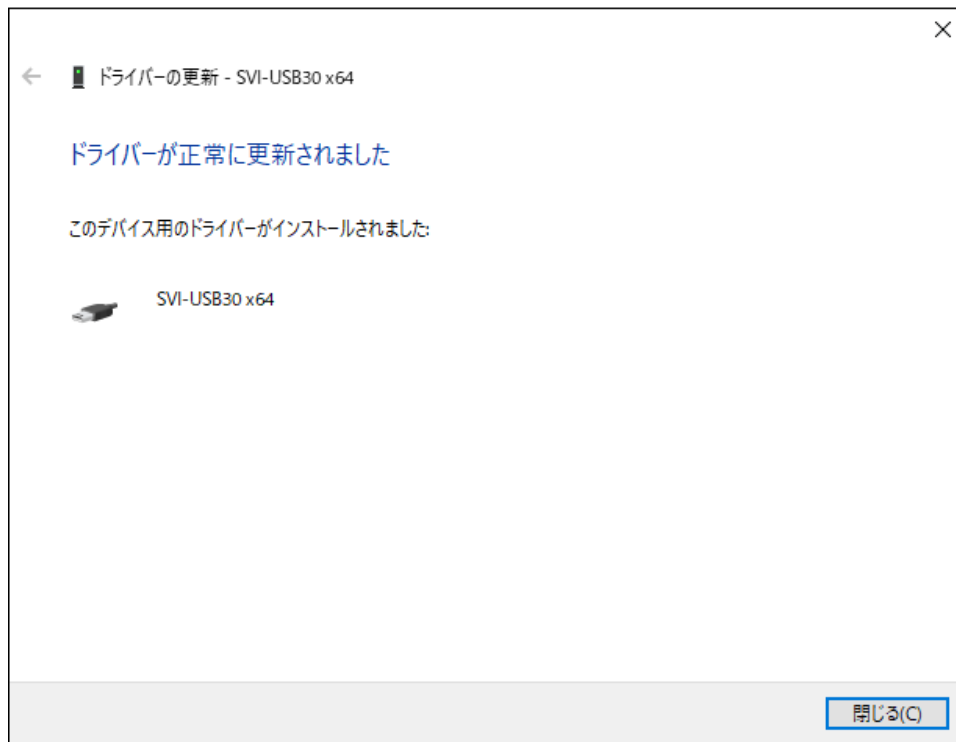 ドライバーの更新 - SVI-USB30 x64
ドライバーが正常に更新されました
このデバイス用のドライバーがインストールされました:
SVI-USB30 x64
閉じる(C)